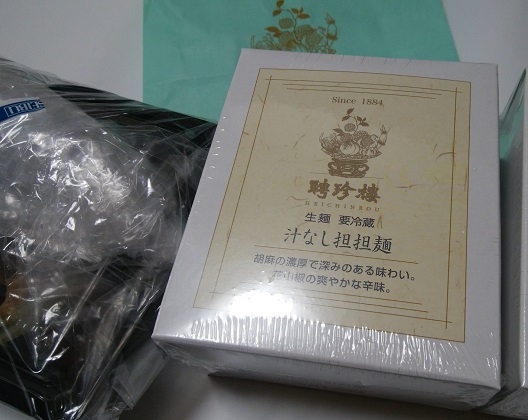 Since 1884
聘珍樓
HEICHINROU
生麺 要冷蔵
汁なし担担麺
胡麻の濃厚で深みのある味わい。
花山椒の爽やかな辛味。